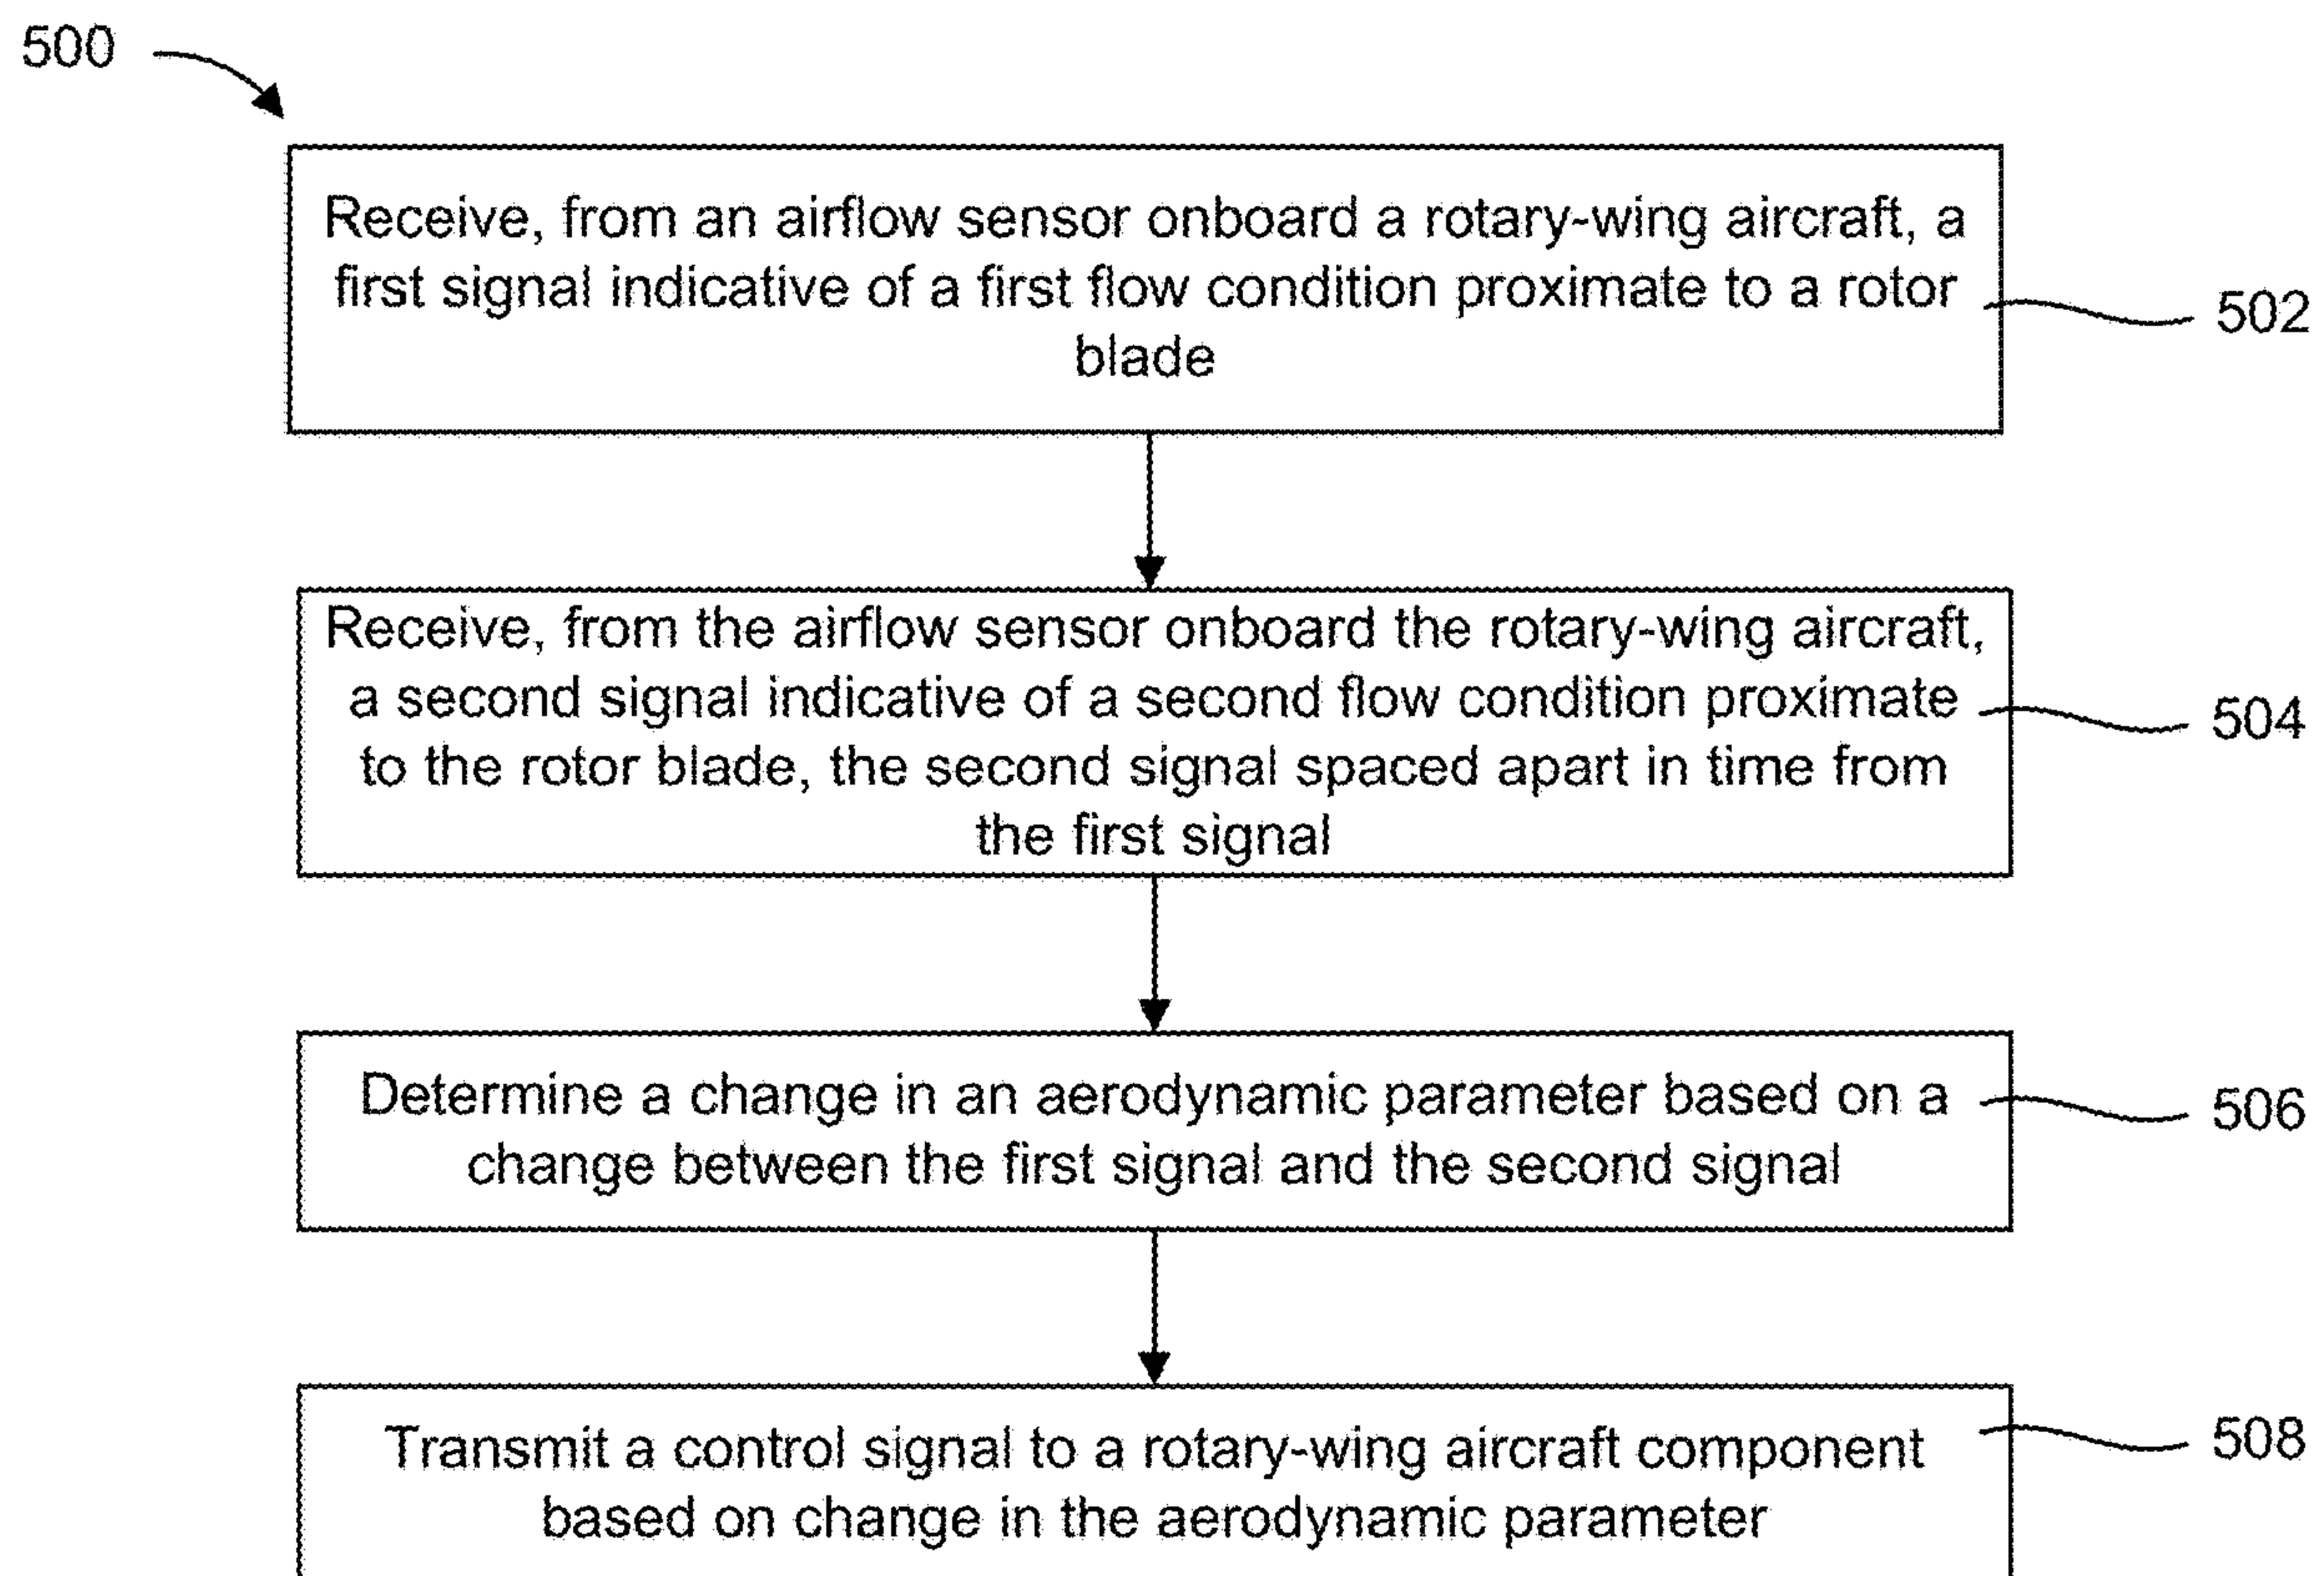 500
Receive, from an airflow sensor onboard a rotary-wing aircraft, a
first signal indicative of a first flow condition proximate to a rotor
blade
502
Receive, from the airflow sensor onboard the rotary-wing aircraft,
a second signal indicative of a second flow condition proximate
to the rotor blade, the second signal spaced apart in time from
the first signal
504
Determine a change in an aerodynamic parameter based on a
change between the first signal and the second signal
506
Transmit a control signal to a rotary-wing aircraft component
based on change in the aerodynamic parameter
508